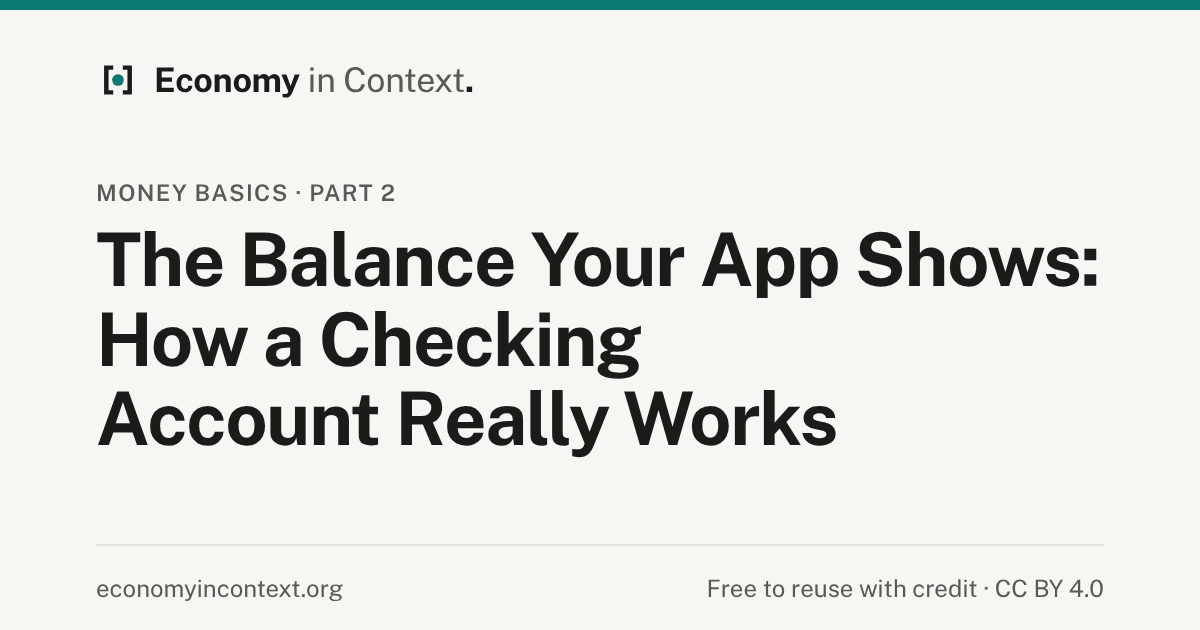 [•] Economy in Context.
MONEY BASICS · PART 2
The Balance Your App Shows:
How a Checking
Account Really Works
economyincontext.org
Free to reuse with credit · CC BY 4.0